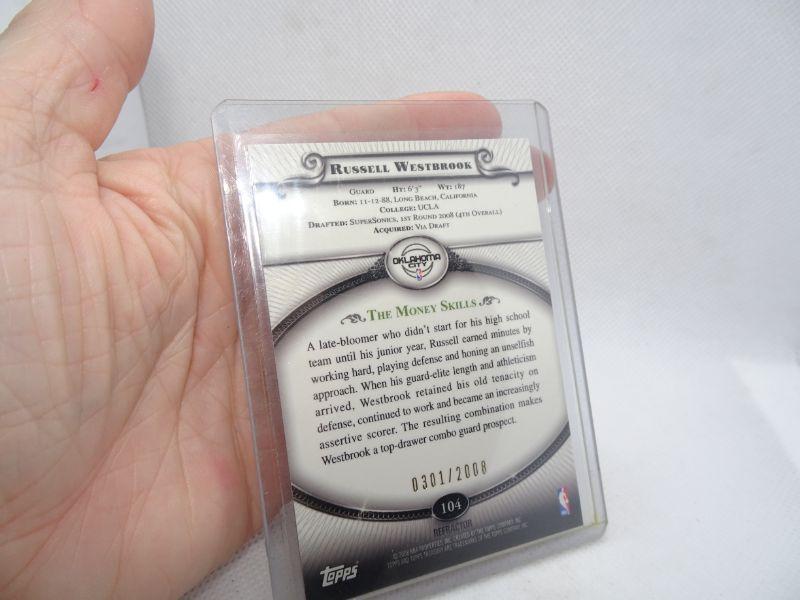 RUSSELL WESTBROOK
GUARD HT: 6'3" WT: 187
BORN: 11-12-88, LONG BEACH, CALIFORNIA
COLLEGE: UCLA
DRAFTED: SUPERSONICS, 1ST ROUND 2008 (4TH OVERALL)
ACQUIRED: VIA DRAFT
OKLAHOMA
CITY
THE MONEY SKILLS
A late-bloomer who didn't start for his high school
team until his junior year, Russell earned minutes by
working hard, playing defense and honing an unselfish
approach. When his guard-elite length and athleticism
arrived, Westbrook retained his old tenacity on
defense, continued to work and became an increasingly
assertive scorer. The resulting combination makes
Westbrook a top-drawer combo guard prospect.
0301/2008
104
REFRACTOR
TOPPS